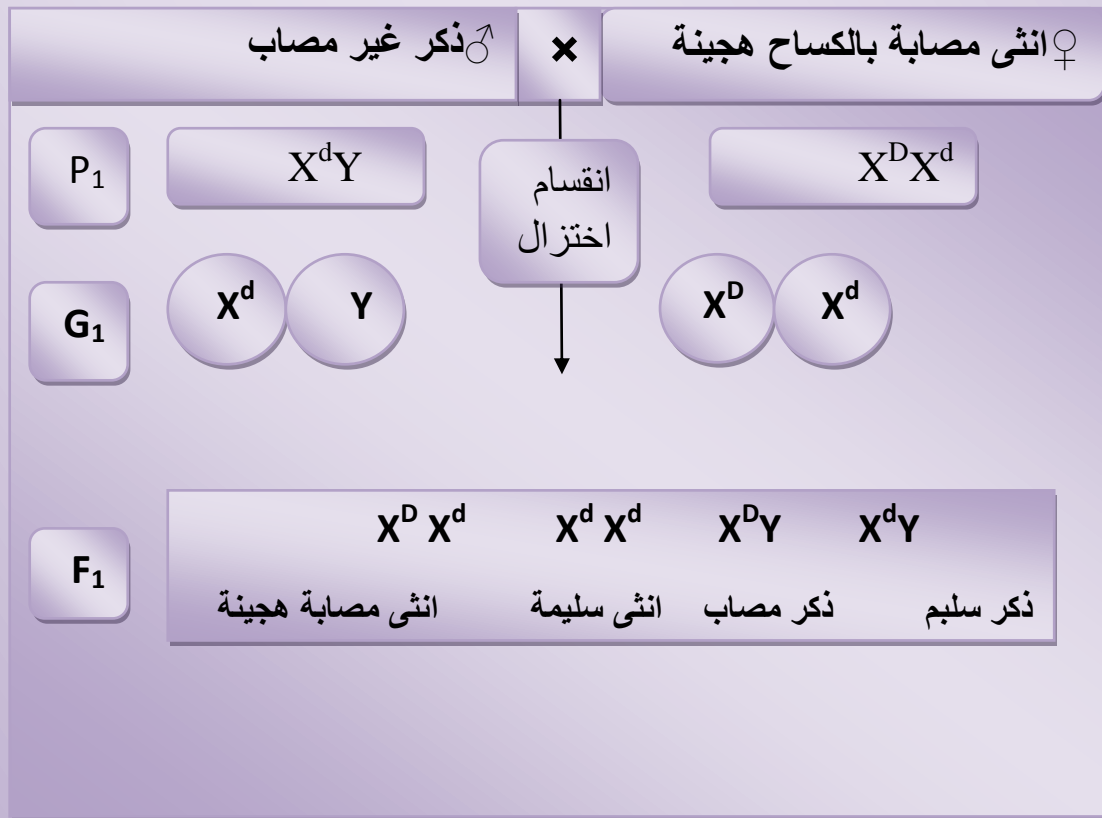 ♀انثى مصابة بالكساح هجينة × ♂ذكر غير مصاب
P₁ XᵈY انقسام اختزال XᴰXᵈ
G₁ Xᵈ Y Xᴰ Xᵈ
F₁ Xᴰ Xᵈ Xᵈ Xᵈ XᴰY XᵈY
ذكر سلبم ذكر مصاب انثى سليمة انثى مصابة هجينة